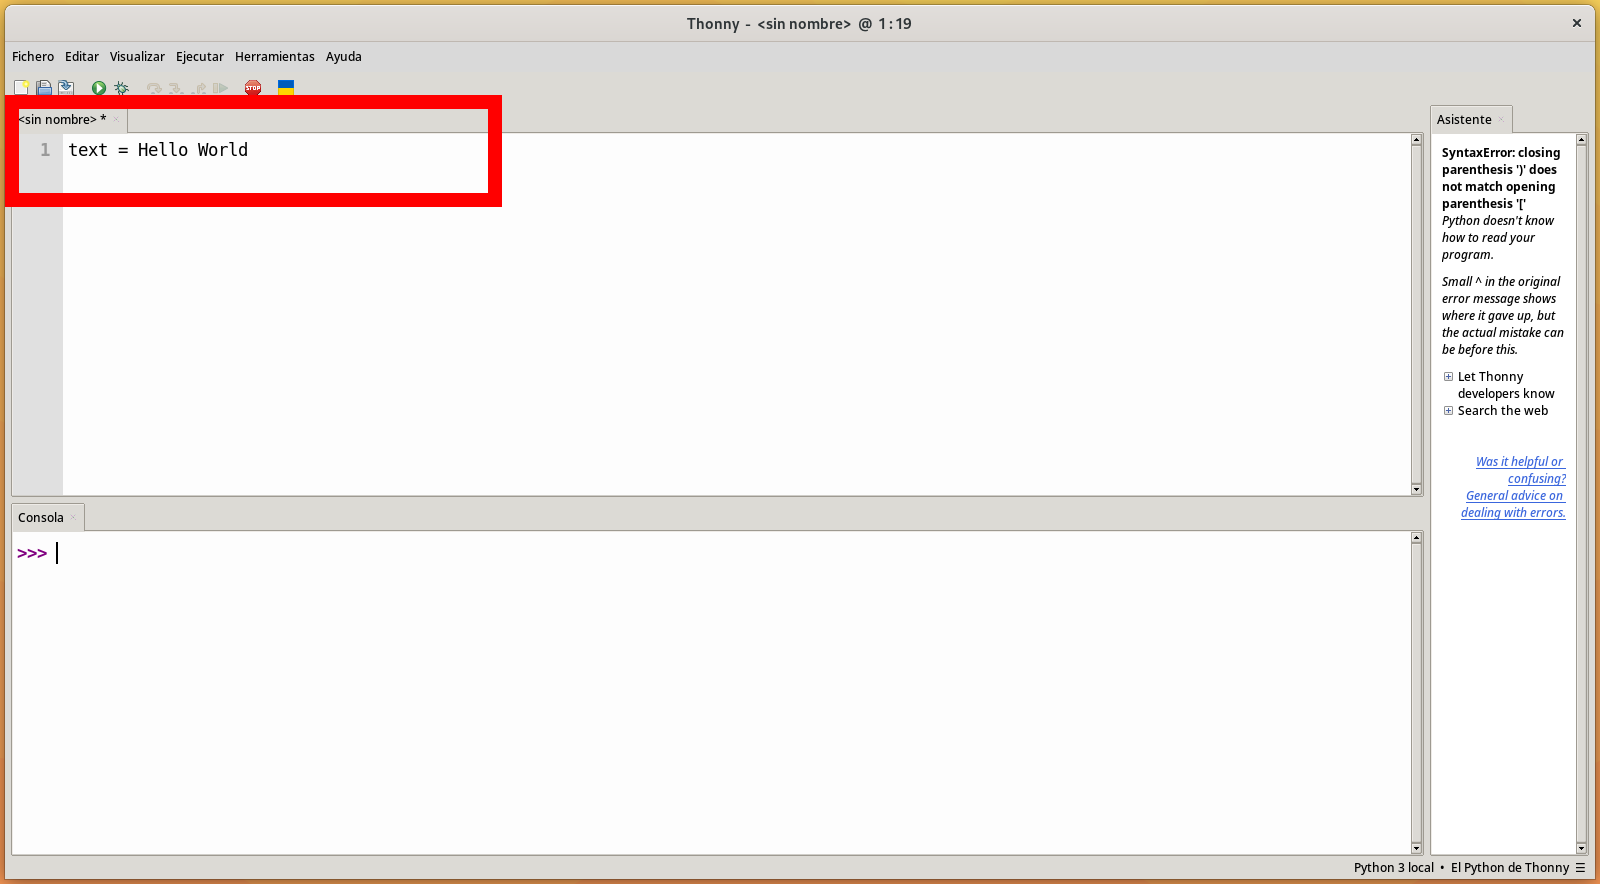 Thonny - <sin nombre> @ 1:19
Fichero Editar Visualizar Ejecutar Herramientas Ayuda
STOP
<sin nombre> *
1 text = Hello World
Consola
>>>
Asistente
SyntaxError: closing
parenthesis ')' does
not match opening
parenthesis '['
Python doesn't know
how to read your
program.
Small ^ in the original
error message shows
where it gave up, but
the actual mistake can
be before this.
Let Thonny
developers know
Search the web
Was it helpful or
confusing?
General advice on
dealing with errors.
Python 3 local • El Python de Thonny ☰